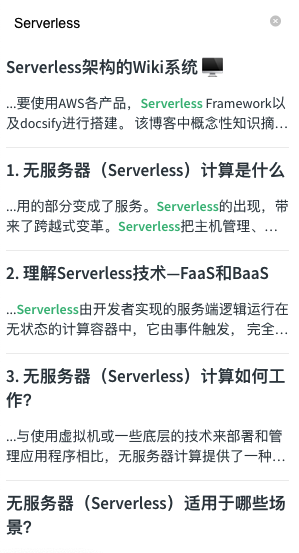 Serverless
Serverless架构的Wiki系统 🖥️
...要使用AWS各产品，Serverless Framework以
及docsify进行搭建。 该博客中概念性知识摘...
1. 无服务器（Serverless）计算是什么
...用的部分变成了服务。Serverless的出现，带
来了跨越式变革。Serverless把主机管理、...
2. 理解Serverless技术—FaaS和BaaS
...Serverless由开发者实现的服务端逻辑运行在
无状态的计算容器中，它由事件触发， 完全...
3. 无服务器（Serverless）计算如何工
作?
...与使用虚拟机或一些底层的技术来部署和管
理应用程序相比，无服务器计算提供了一种...
无服务器（Serverless）适用于哪些场
景?